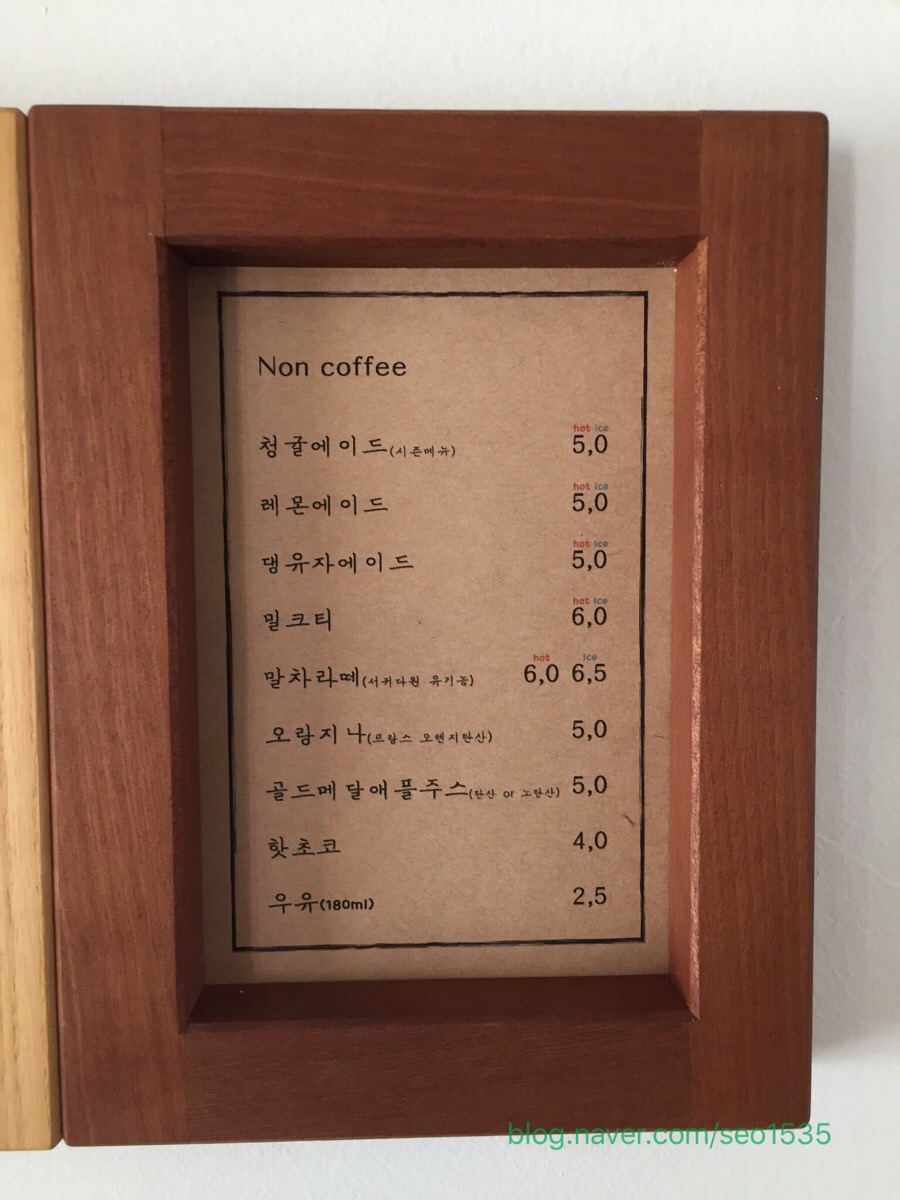 Non coffee
hot ice
청귤에이드(시즌메뉴) 5,0
hot ice
레몬에이드 5,0
hot ice
댕유자에이드 5,0
hot ice
밀크티 6,0
hot ice
말차라떼(서귀다원 유기농) 6,0 6,5
오랑지나(프랑스 오렌지탄산) 5,0
골드메달애플주스(탄산 or 노탄산) 5,0
핫초코 4,0
우유(180ml) 2,5
blog.naver.com/seo1535